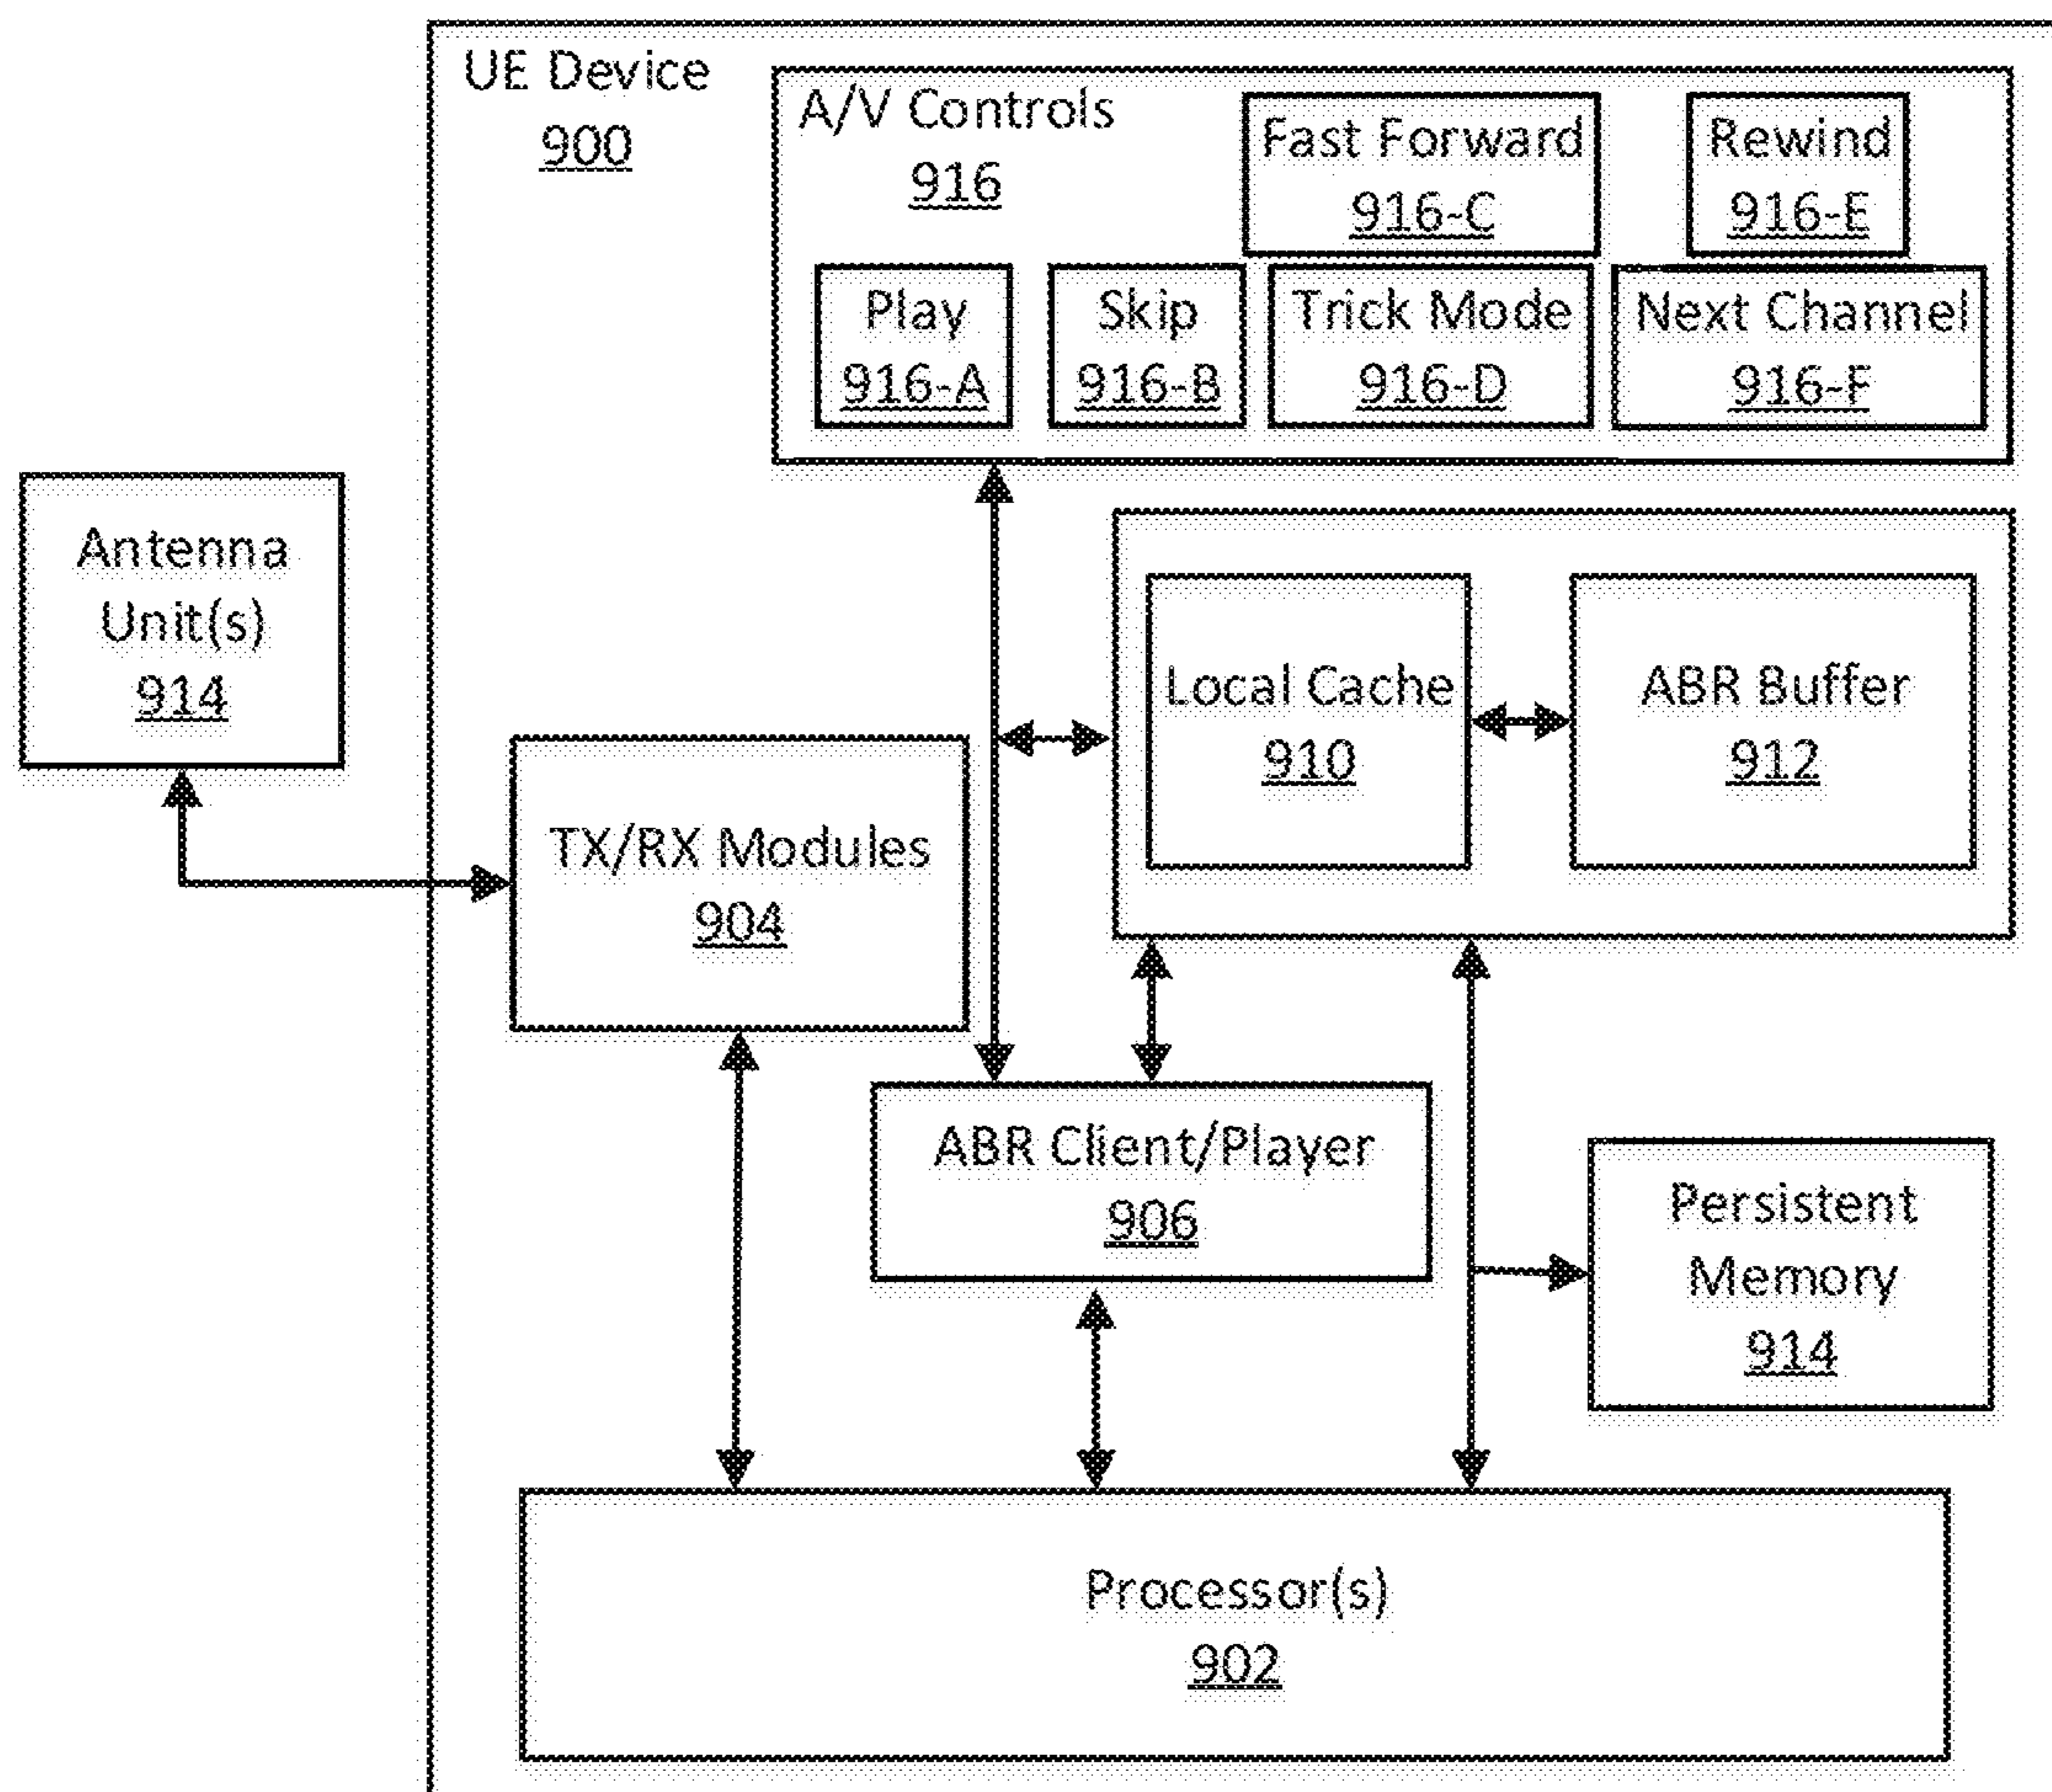 UE Device
900
A/V Controls
916
Fast Forward
916-C
Rewind
916-E
Play
916-A
Skip
916-B
Trick Mode
916-D
Next Channel
916-F
Antenna
Unit(s)
914
Local Cache
910
ABR Buffer
912
TX/RX Modules
904
ABR Client/Player
906
Persistent
Memory
914
Processor(s)
902